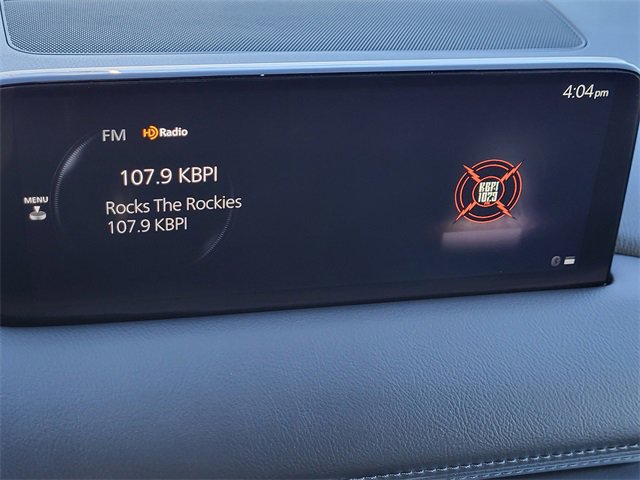 4:04pm
FM HD Radio
107.9 KBPI
MENU
Rocks The Rockies
107.9 KBPI
KBPI
107.9